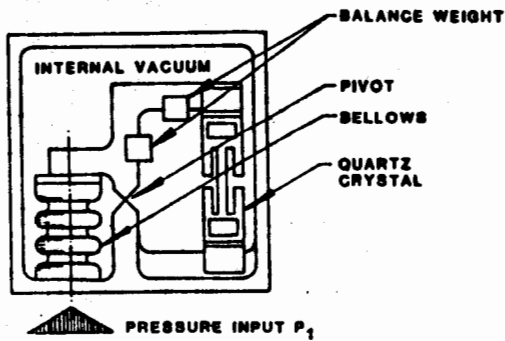 BALANCE WEIGHT
INTERNAL VACUUM
PIVOT
BELLOWS
QUARTZ
CRYSTAL
PRESSURE INPUT P1